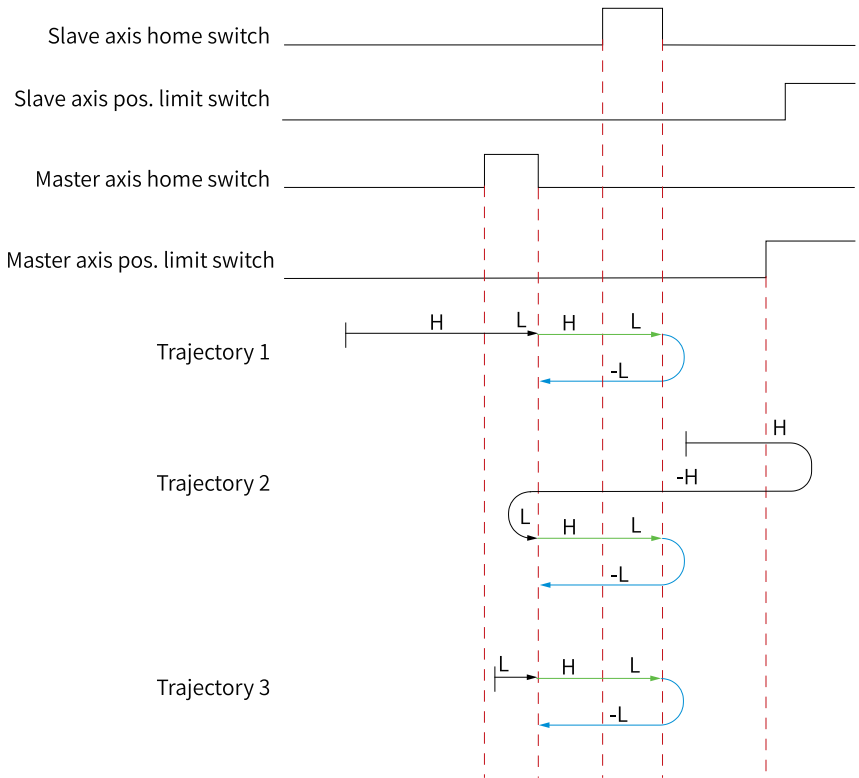 Slave axis home switch
Slave axis pos. limit switch
Master axis home switch
Master axis pos. limit switch
H L H L
Trajectory 1
-L
H
-H
Trajectory 2
L H L
-L
L H L
Trajectory 3
-L